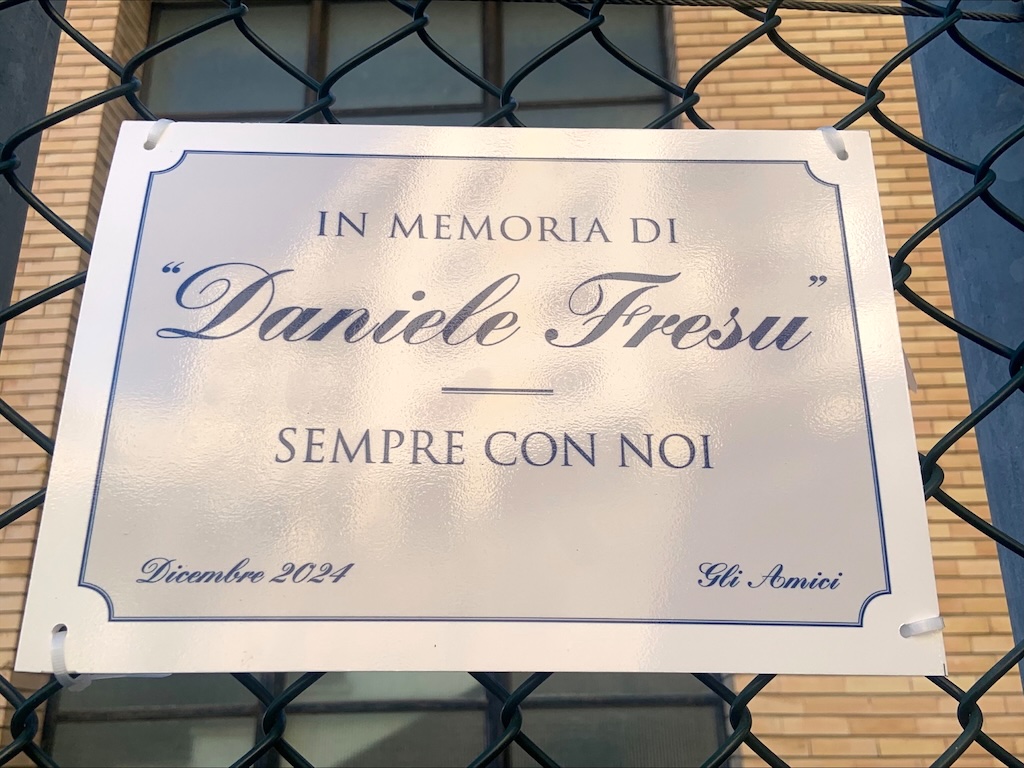 IN MEMORIA DI
“Daniele Fresu”
SEMPRE CON NOI
Dicembre 2024
Gli Amici